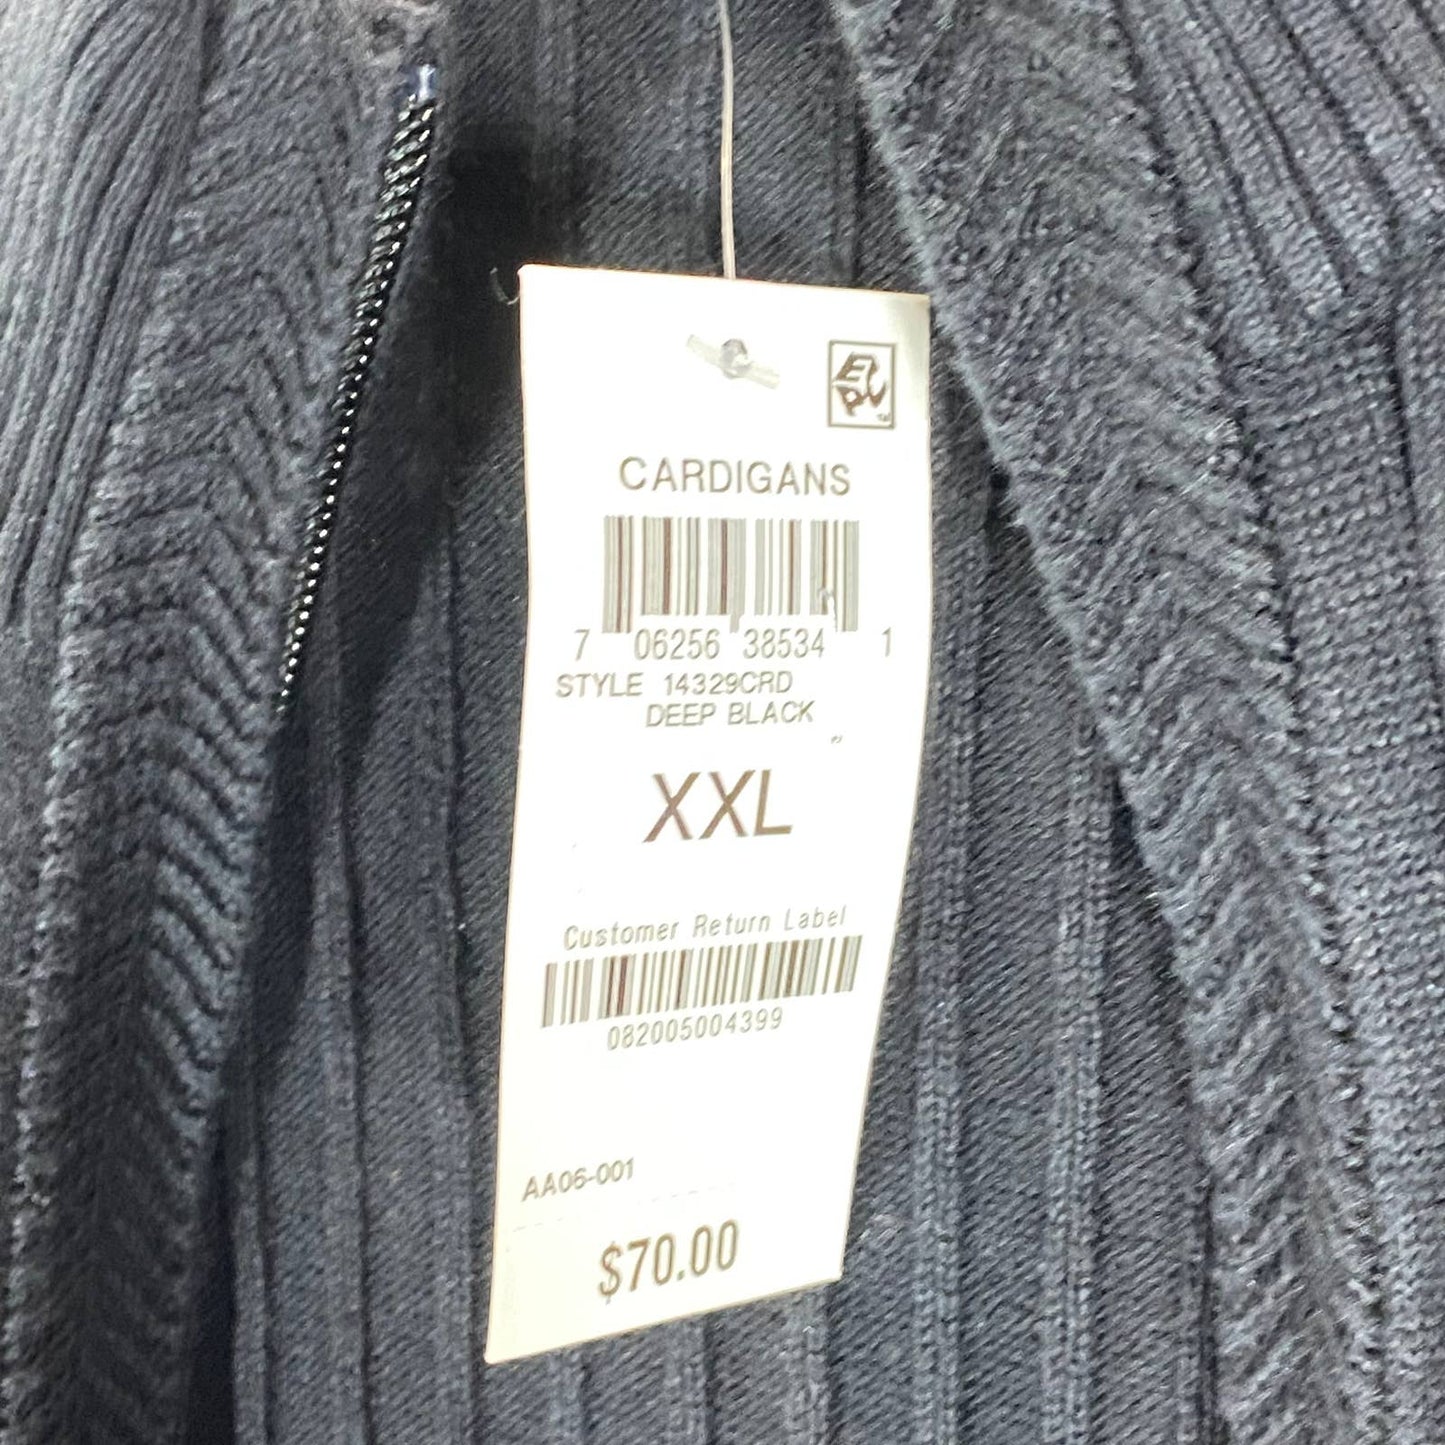 CARDIGANS
7 06256 38534 1
STYLE 14329CRD
DEEP BLACK
XXL
Customer Return Label
082005004399
AA06-001
$70.00